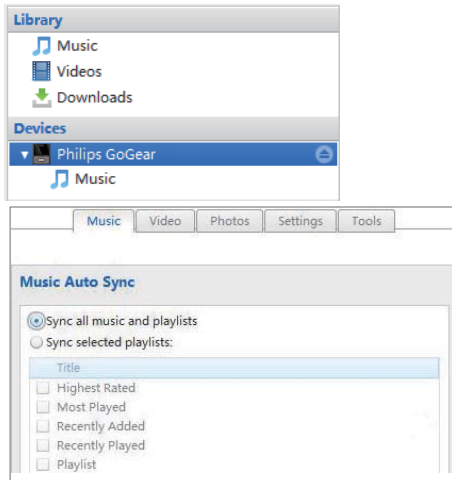 Library
Music
Videos
Downloads
Devices
Philips GoGear
Music
Music Video Photos Settings Tools
Music Auto Sync
Sync all music and playlists
Sync selected playlists:
Title
Highest Rated
Most Played
Recently Added
Recently Played
Playlist